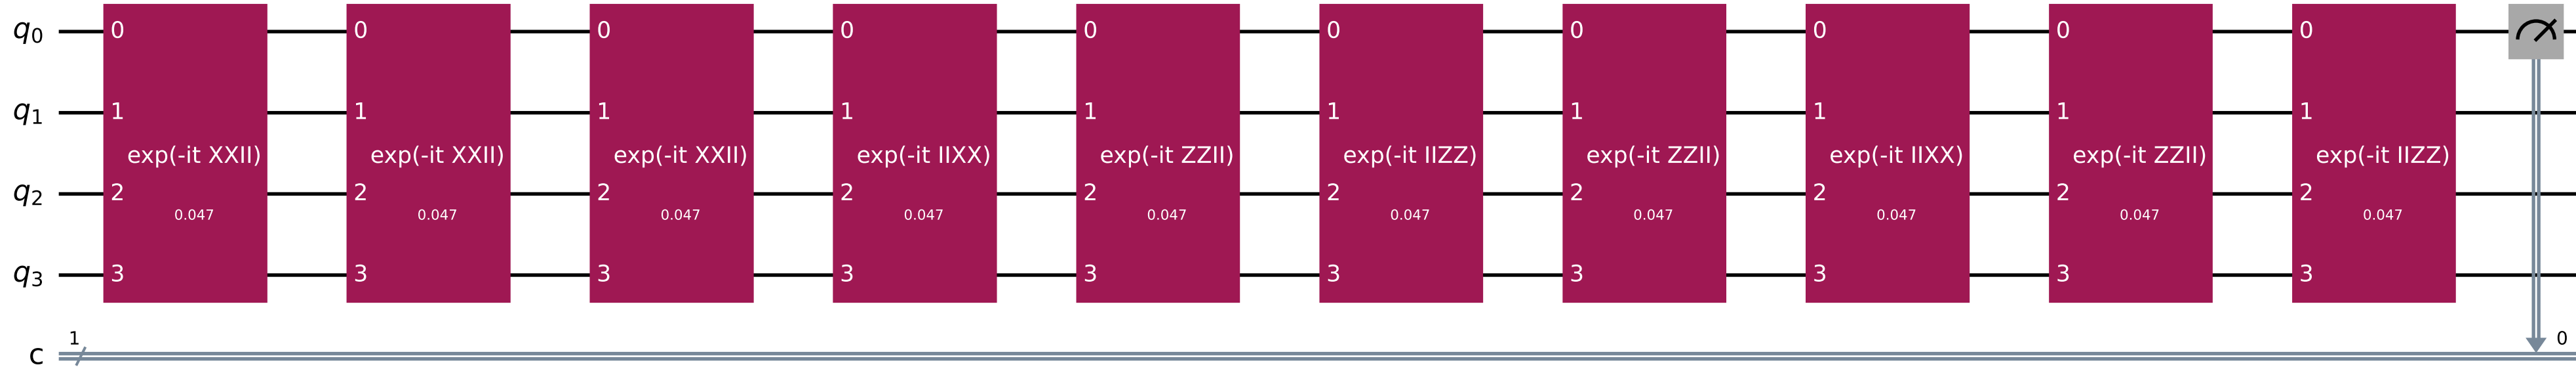 q0 0 0 0 0 0 0 0 0 0 0
q1 1 1 1 1 1 1 1 1 1 1
exp(-it XXII) exp(-it XXII) exp(-it XXII) exp(-it IIXX) exp(-it ZZII) exp(-it IIZZ) exp(-it ZZII) exp(-it IIXX) exp(-it ZZII) exp(-it IIZZ)
q2 2 2 2 2 2 2 2 2 2 2
0.047 0.047 0.047 0.047 0.047 0.047 0.047 0.047 0.047 0.047
q3 3 3 3 3 3 3 3 3 3 3
1 0
c